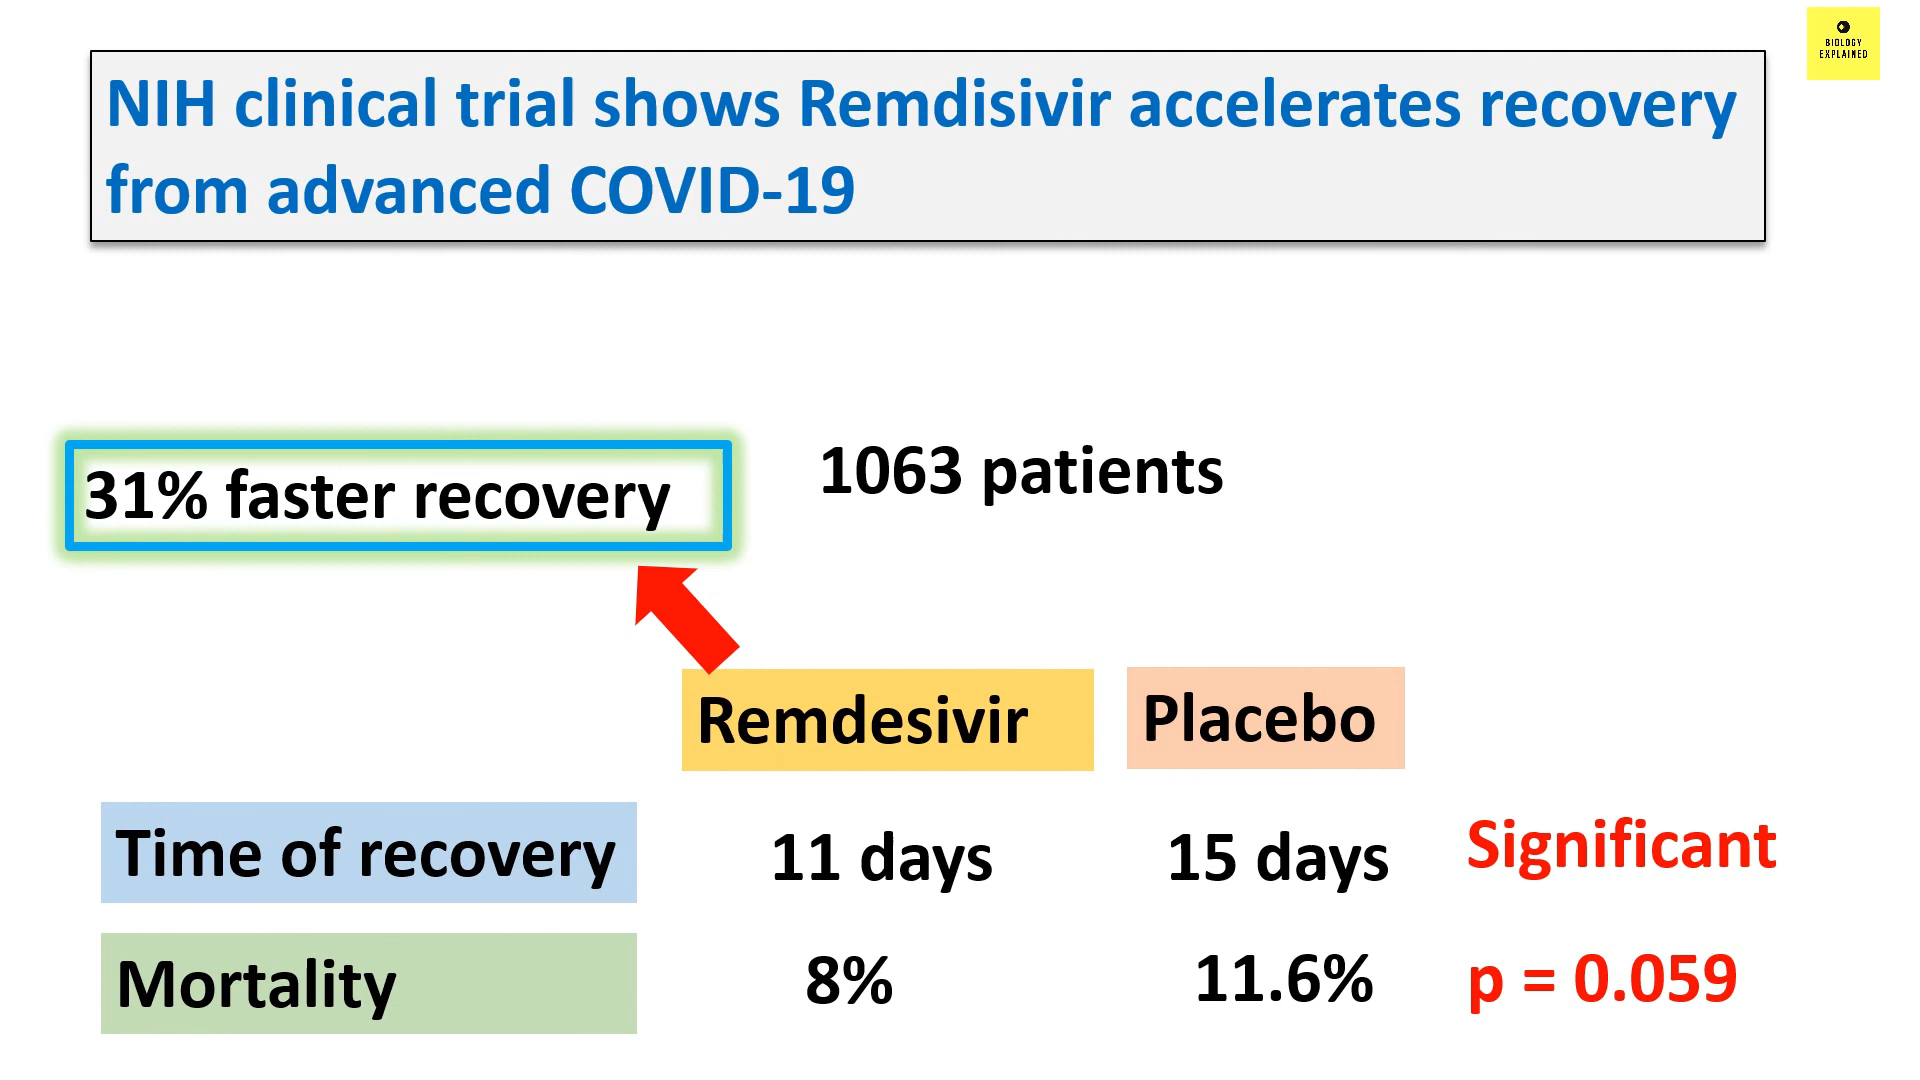 BIOLOGY
EXPLAINED
NIH clinical trial shows Remdisivir accelerates recovery
from advanced COVID-19
31% faster recovery
1063 patients
Remdesivir Placebo
Time of recovery 11 days 15 days Significant
Mortality 8% 11.6% p = 0.059